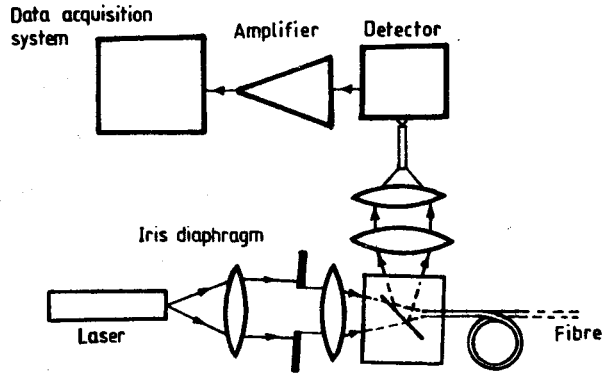 Data acquisition
system
Amplifier
Detector
Iris diaphragm
Laser
Fibre